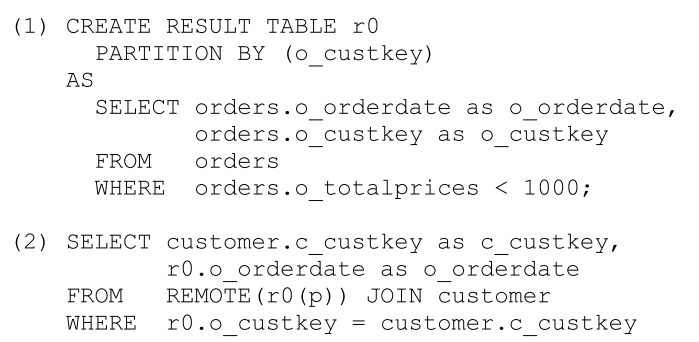 (1) CREATE RESULT TABLE r0
PARTITION BY (o_custkey)
AS
SELECT orders.o_orderdate as o_orderdate,
orders.o_custkey as o_custkey
FROM orders
WHERE orders.o_totalprices < 1000;
(2) SELECT customer.c_custkey as c_custkey,
r0.o_orderdate as o_orderdate
FROM REMOTE(r0(p)) JOIN customer
WHERE r0.o_custkey = customer.c_custkey